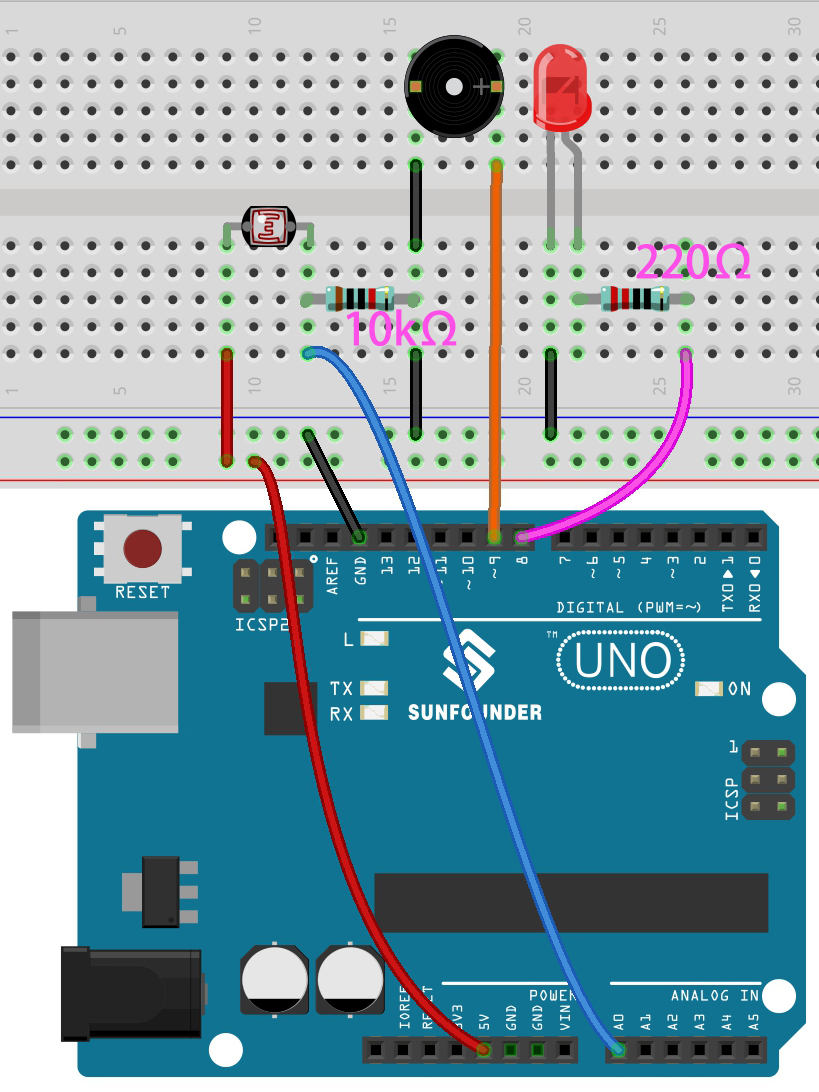 1 5 10 15 20 25 30
220Ω
10kΩ
1 5 10 15 20 25 30
RESET
ICSP2
AREF
GND
13
12
~11
~10
~9
8
7
~6
~5
4
~3
2
TX0▶1
RX0◀0
DIGITAL (PWM=~)
L
TX
RX
SUNFOUNDER
™
UNO
ON
1
ICSP
IOREF
RESET
3V3
5V
GND
GND
VIN
POWER
ANALOG IN
A0
A1
A2
A3
A4
A5